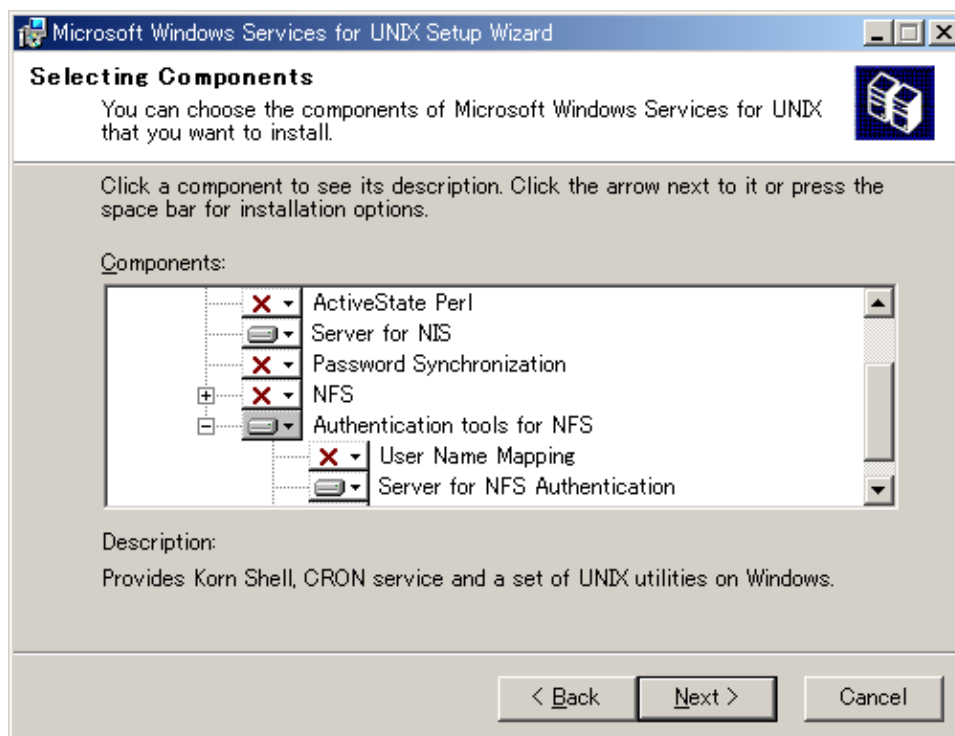 Microsoft Windows Services for UNIX Setup Wizard
Selecting Components
You can choose the components of Microsoft Windows Services for UNIX
that you want to install.
Click a component to see its description. Click the arrow next to it or press the
space bar for installation options.
Components:
ActiveState Perl
Server for NIS
Password Synchronization
NFS
Authentication tools for NFS
User Name Mapping
Server for NFS Authentication
Description:
Provides Korn Shell, CRON service and a set of UNIX utilities on Windows.
< Back
Next >
Cancel